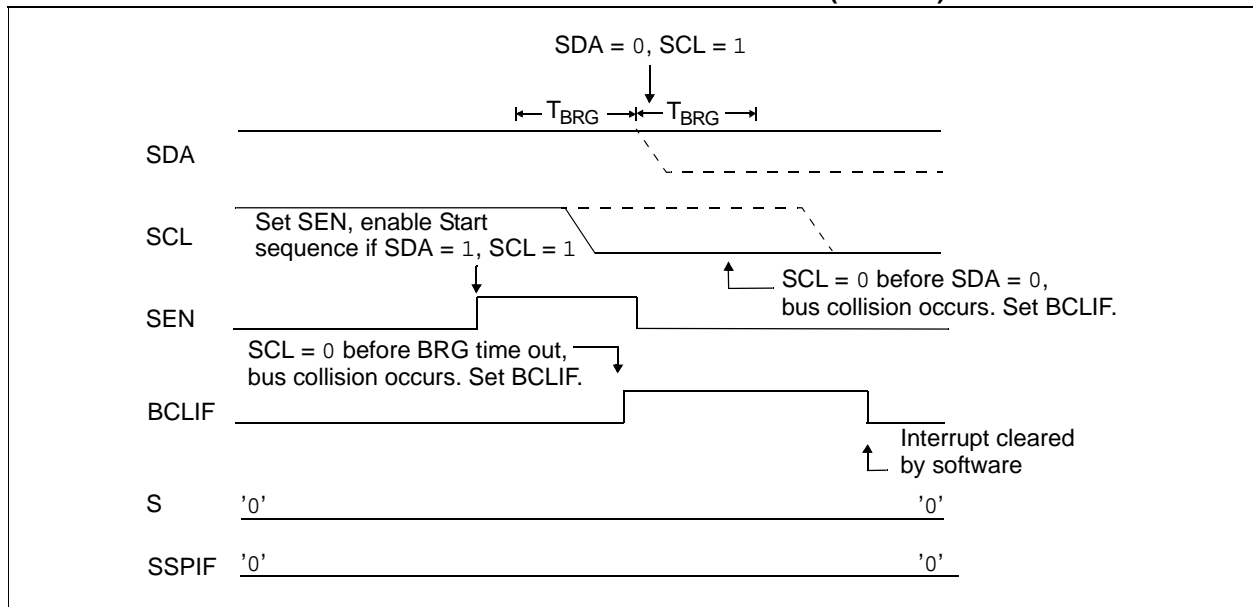 SDA = 0, SCL = 1
TBRG TBRG
SDA
SCL
Set SEN, enable Start
sequence if SDA = 1, SCL = 1
SCL = 0 before SDA = 0,
bus collision occurs. Set BCLIF.
SEN
SCL = 0 before BRG time out,
bus collision occurs. Set BCLIF.
BCLIF
Interrupt cleared
by software
S '0' '0'
SSPIF '0' '0'